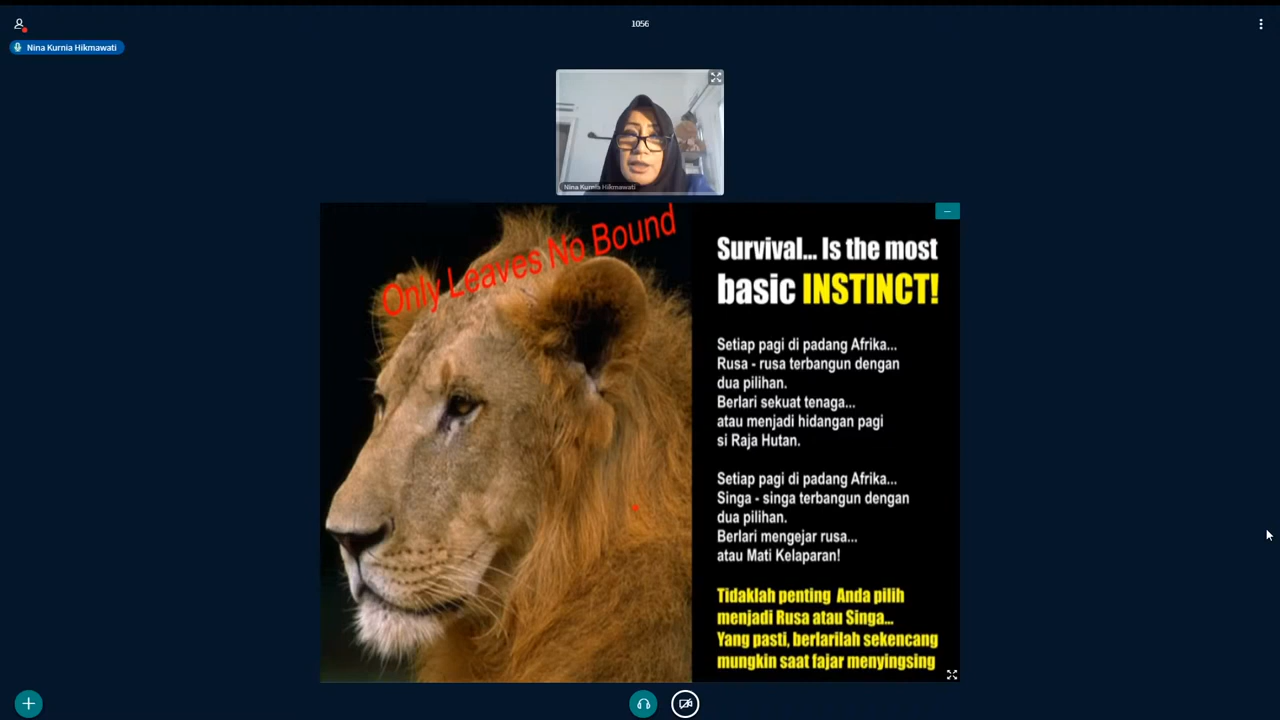 1056
Nina Kurnia Hikmawati
Nina Kurnia Hikmawati
Only Leaves No Bound
Survival... Is the most
basic INSTINCT!
Setiap pagi di padang Afrika...
Rusa - rusa terbangun dengan
dua pilihan.
Berlari sekuat tenaga...
atau menjadi hidangan pagi
si Raja Hutan.
Setiap pagi di padang Afrika...
Singa - singa terbangun dengan
dua pilihan.
Berlari mengejar rusa...
atau Mati Kelaparan!
Tidaklah penting Anda pilih
menjadi Rusa atau Singa...
Yang pasti, berlarilah sekencang
mungkin saat fajar menyingsing